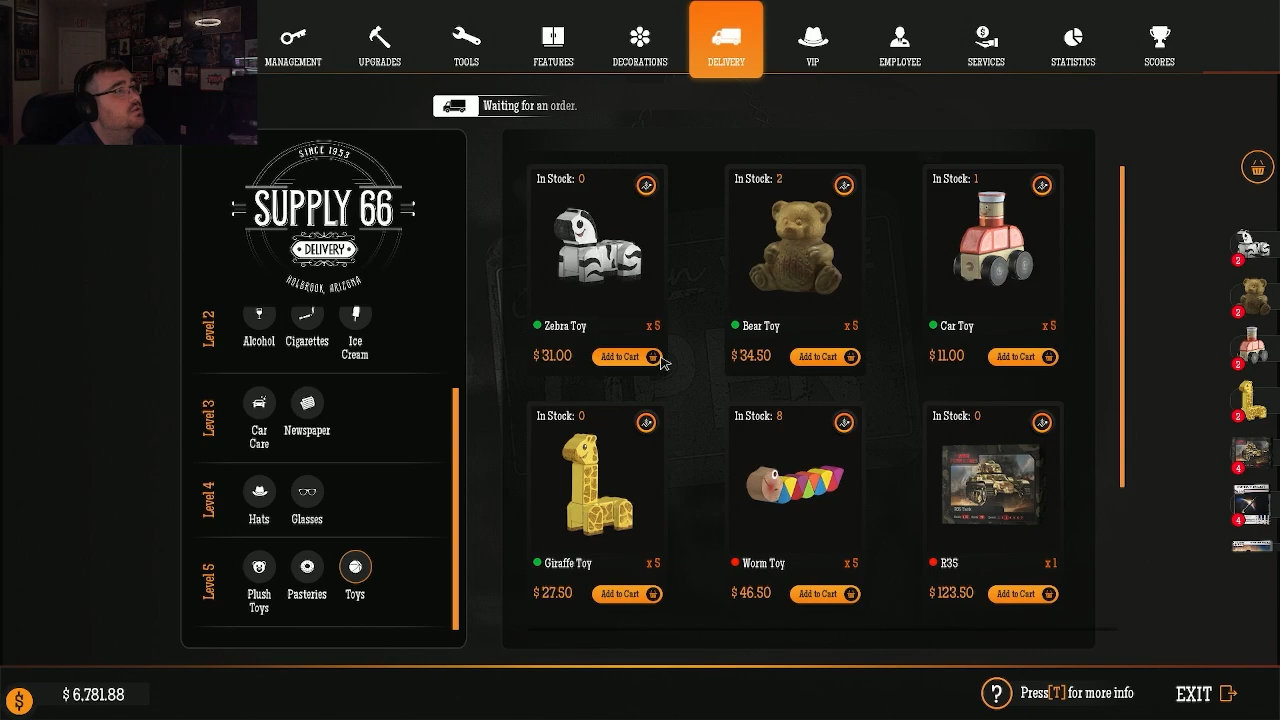 MANAGEMENT
UPGRADES
TOOLS
FEATURES
DECORATIONS
DELIVERY
VIP
EMPLOYEE
SERVICES
STATISTICS
SCORES
Waiting for an order.
SINCE 1953
SUPPLY 66
DELIVERY
HOLBROOK, ARIZONA
Level 2
Alcohol
Cigarettes
Ice
Cream
Level 3
Car
Care
Newspaper
Level 4
Hats
Glasses
Level 5
Plush
Toys
Pasteries
Toys
In Stock: 0
Zebra Toy x 5
$ 31.00 Add to Cart
In Stock: 2
Bear Toy x 5
$ 34.50 Add to Cart
In Stock: 1
Car Toy x 5
$ 11.00 Add to Cart
In Stock: 0
Giraffe Toy x 5
$ 27.50 Add to Cart
In Stock: 8
Worm Toy x 5
$ 46.50 Add to Cart
In Stock: 0
R35 x 1
$ 123.50 Add to Cart
2
2
2
2
4
4
$ 6,781.88
? Press[T] for more info
EXIT